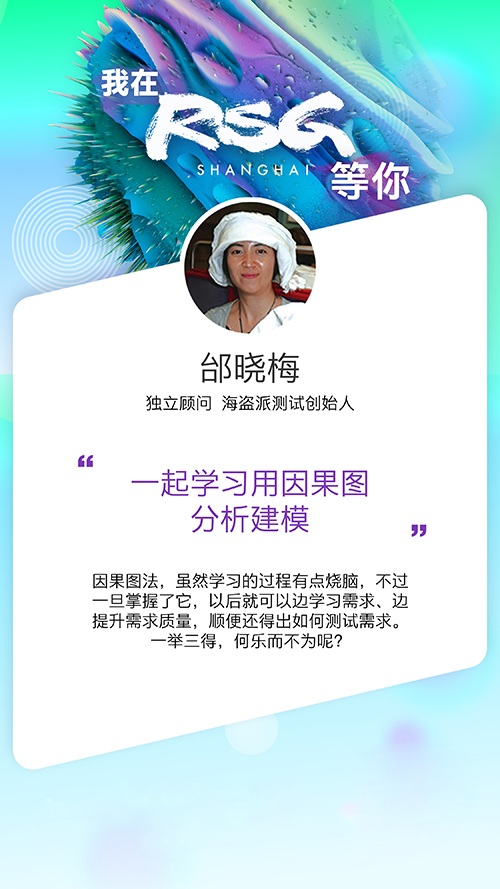 我在
RSG
SHANGHAI
等你
邰晓梅
独立顾问 海盗派测试创始人
“
一起学习用因果图
分析建模
”
因果图法，虽然学习的过程有点烧脑，不过
一旦掌握了它，以后就可以边学习需求、边
提升需求质量，顺便还得出如何测试需求。
一举三得，何乐而不为呢？